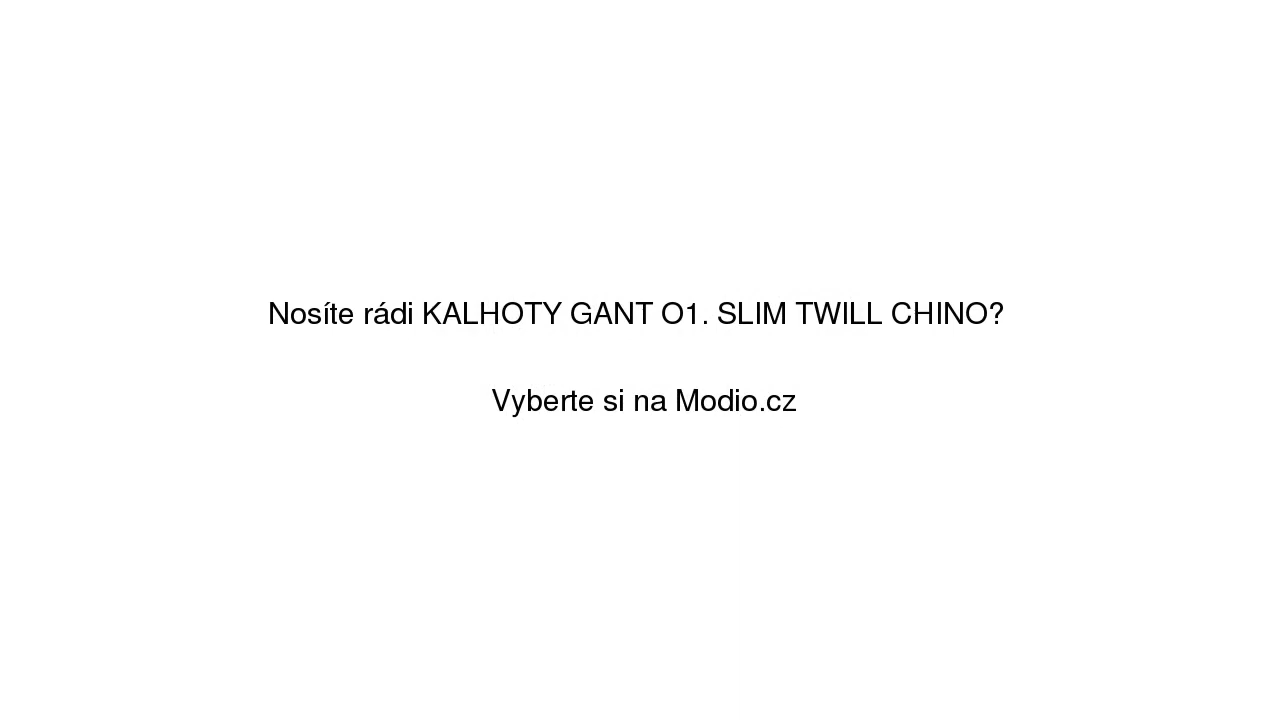 Nosíte rádi KALHOTY GANT O1. SLIM TWILL CHINO?
Vyberte si na Modio.cz